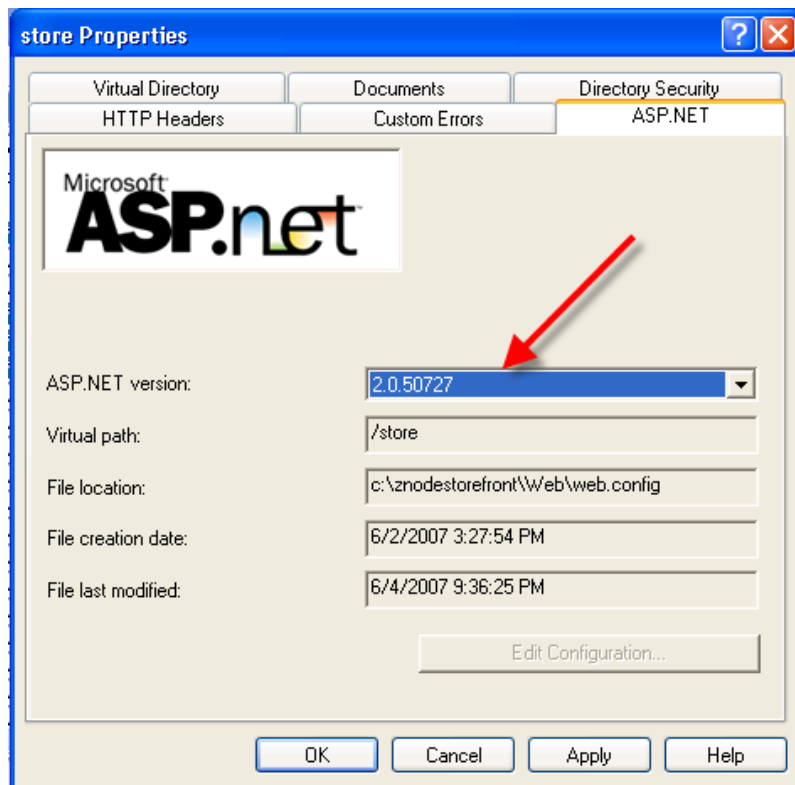 store Properties
Virtual Directory
Documents
Directory Security
HTTP Headers
Custom Errors
ASP.NET
Microsoft
ASP.net
ASP.NET version:
2.0.50727
Virtual path:
/store
File location:
c:\znodestorefront\Web\web.config
File creation date:
6/2/2007 3:27:54 PM
File last modified:
6/4/2007 9:36:25 PM
Edit Configuration...
OK
Cancel
Apply
Help